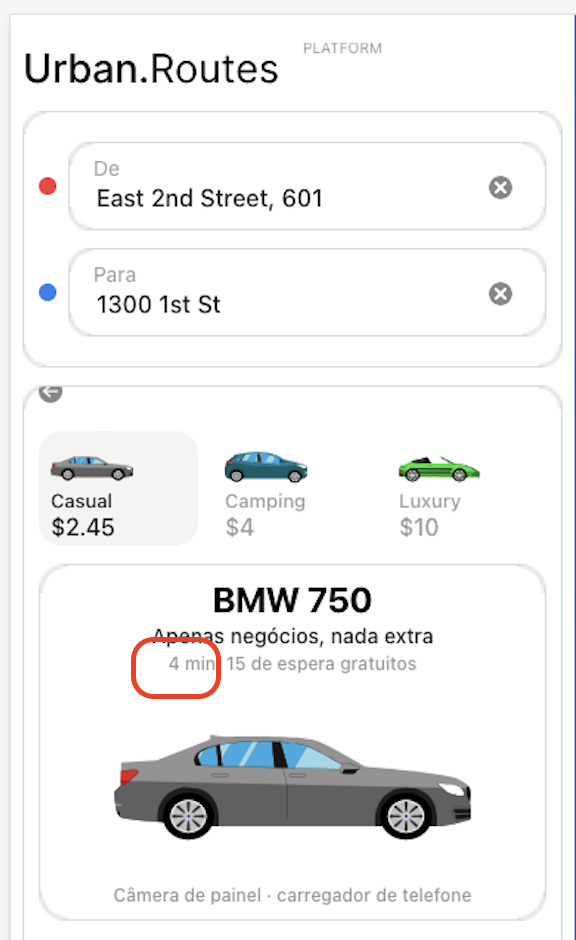 PLATFORM
Urban.Routes
De
East 2nd Street, 601
Para
1300 1st St
Casual
$2.45
Camping
$4
Luxury
$10
BMW 750
Apenas negócios, nada extra
4 min 15 de espera gratuitos
Câmera de painel · carregador de telefone